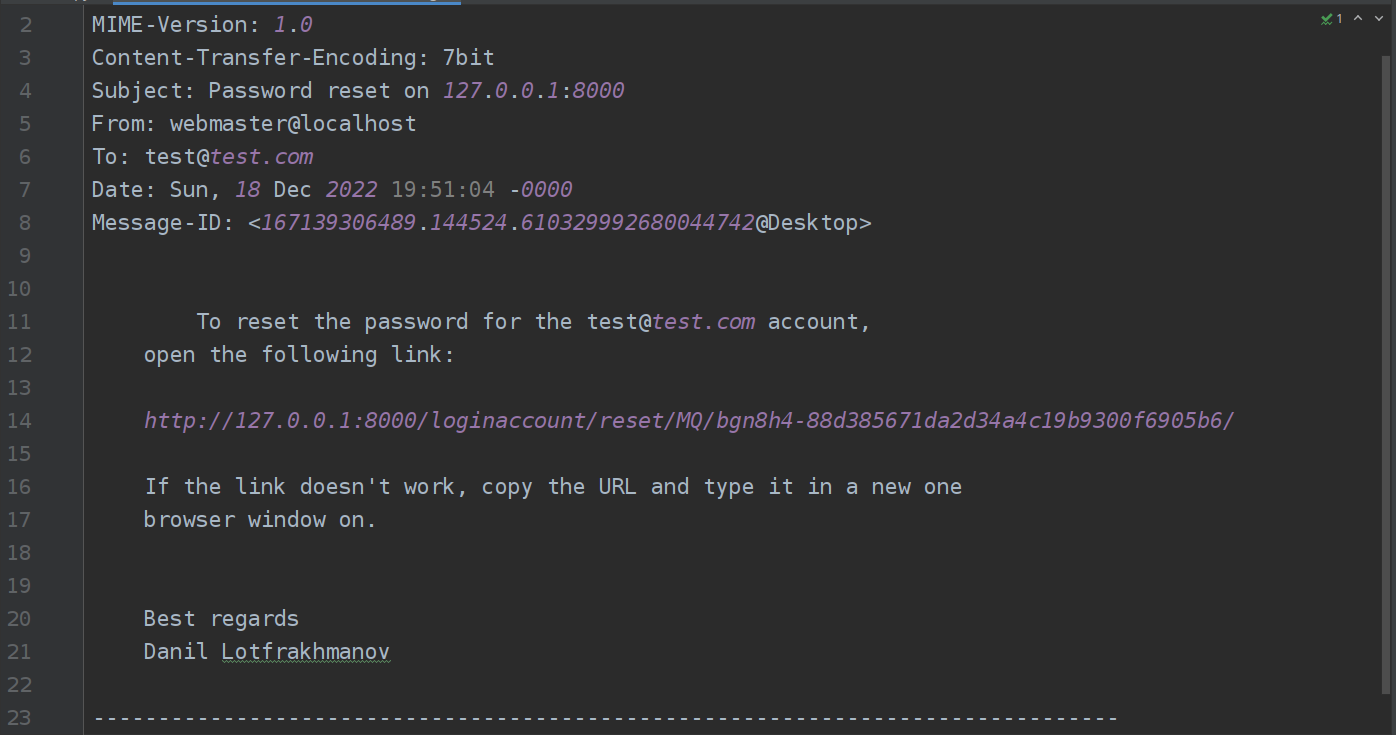 2 MIME-Version: 1.0
3 Content-Transfer-Encoding: 7bit
4 Subject: Password reset on 127.0.0.1:8000
5 From: webmaster@localhost
6 To: test@test.com
7 Date: Sun, 18 Dec 2022 19:51:04 -0000
8 Message-ID: <167139306489.144524.610329992680044742@Desktop>
9
10
11 To reset the password for the test@test.com account,
12 open the following link:
13
14 http://127.0.0.1:8000/loginaccount/reset/MQ/bgn8h4-88d385671da2d34a4c19b9300f6905b6/
15
16 If the link doesn't work, copy the URL and type it in a new one
17 browser window on.
18
19
20 Best regards
21 Danil Lotfrakhmanov
22
23 -------------------------------------------------------------------------------
1